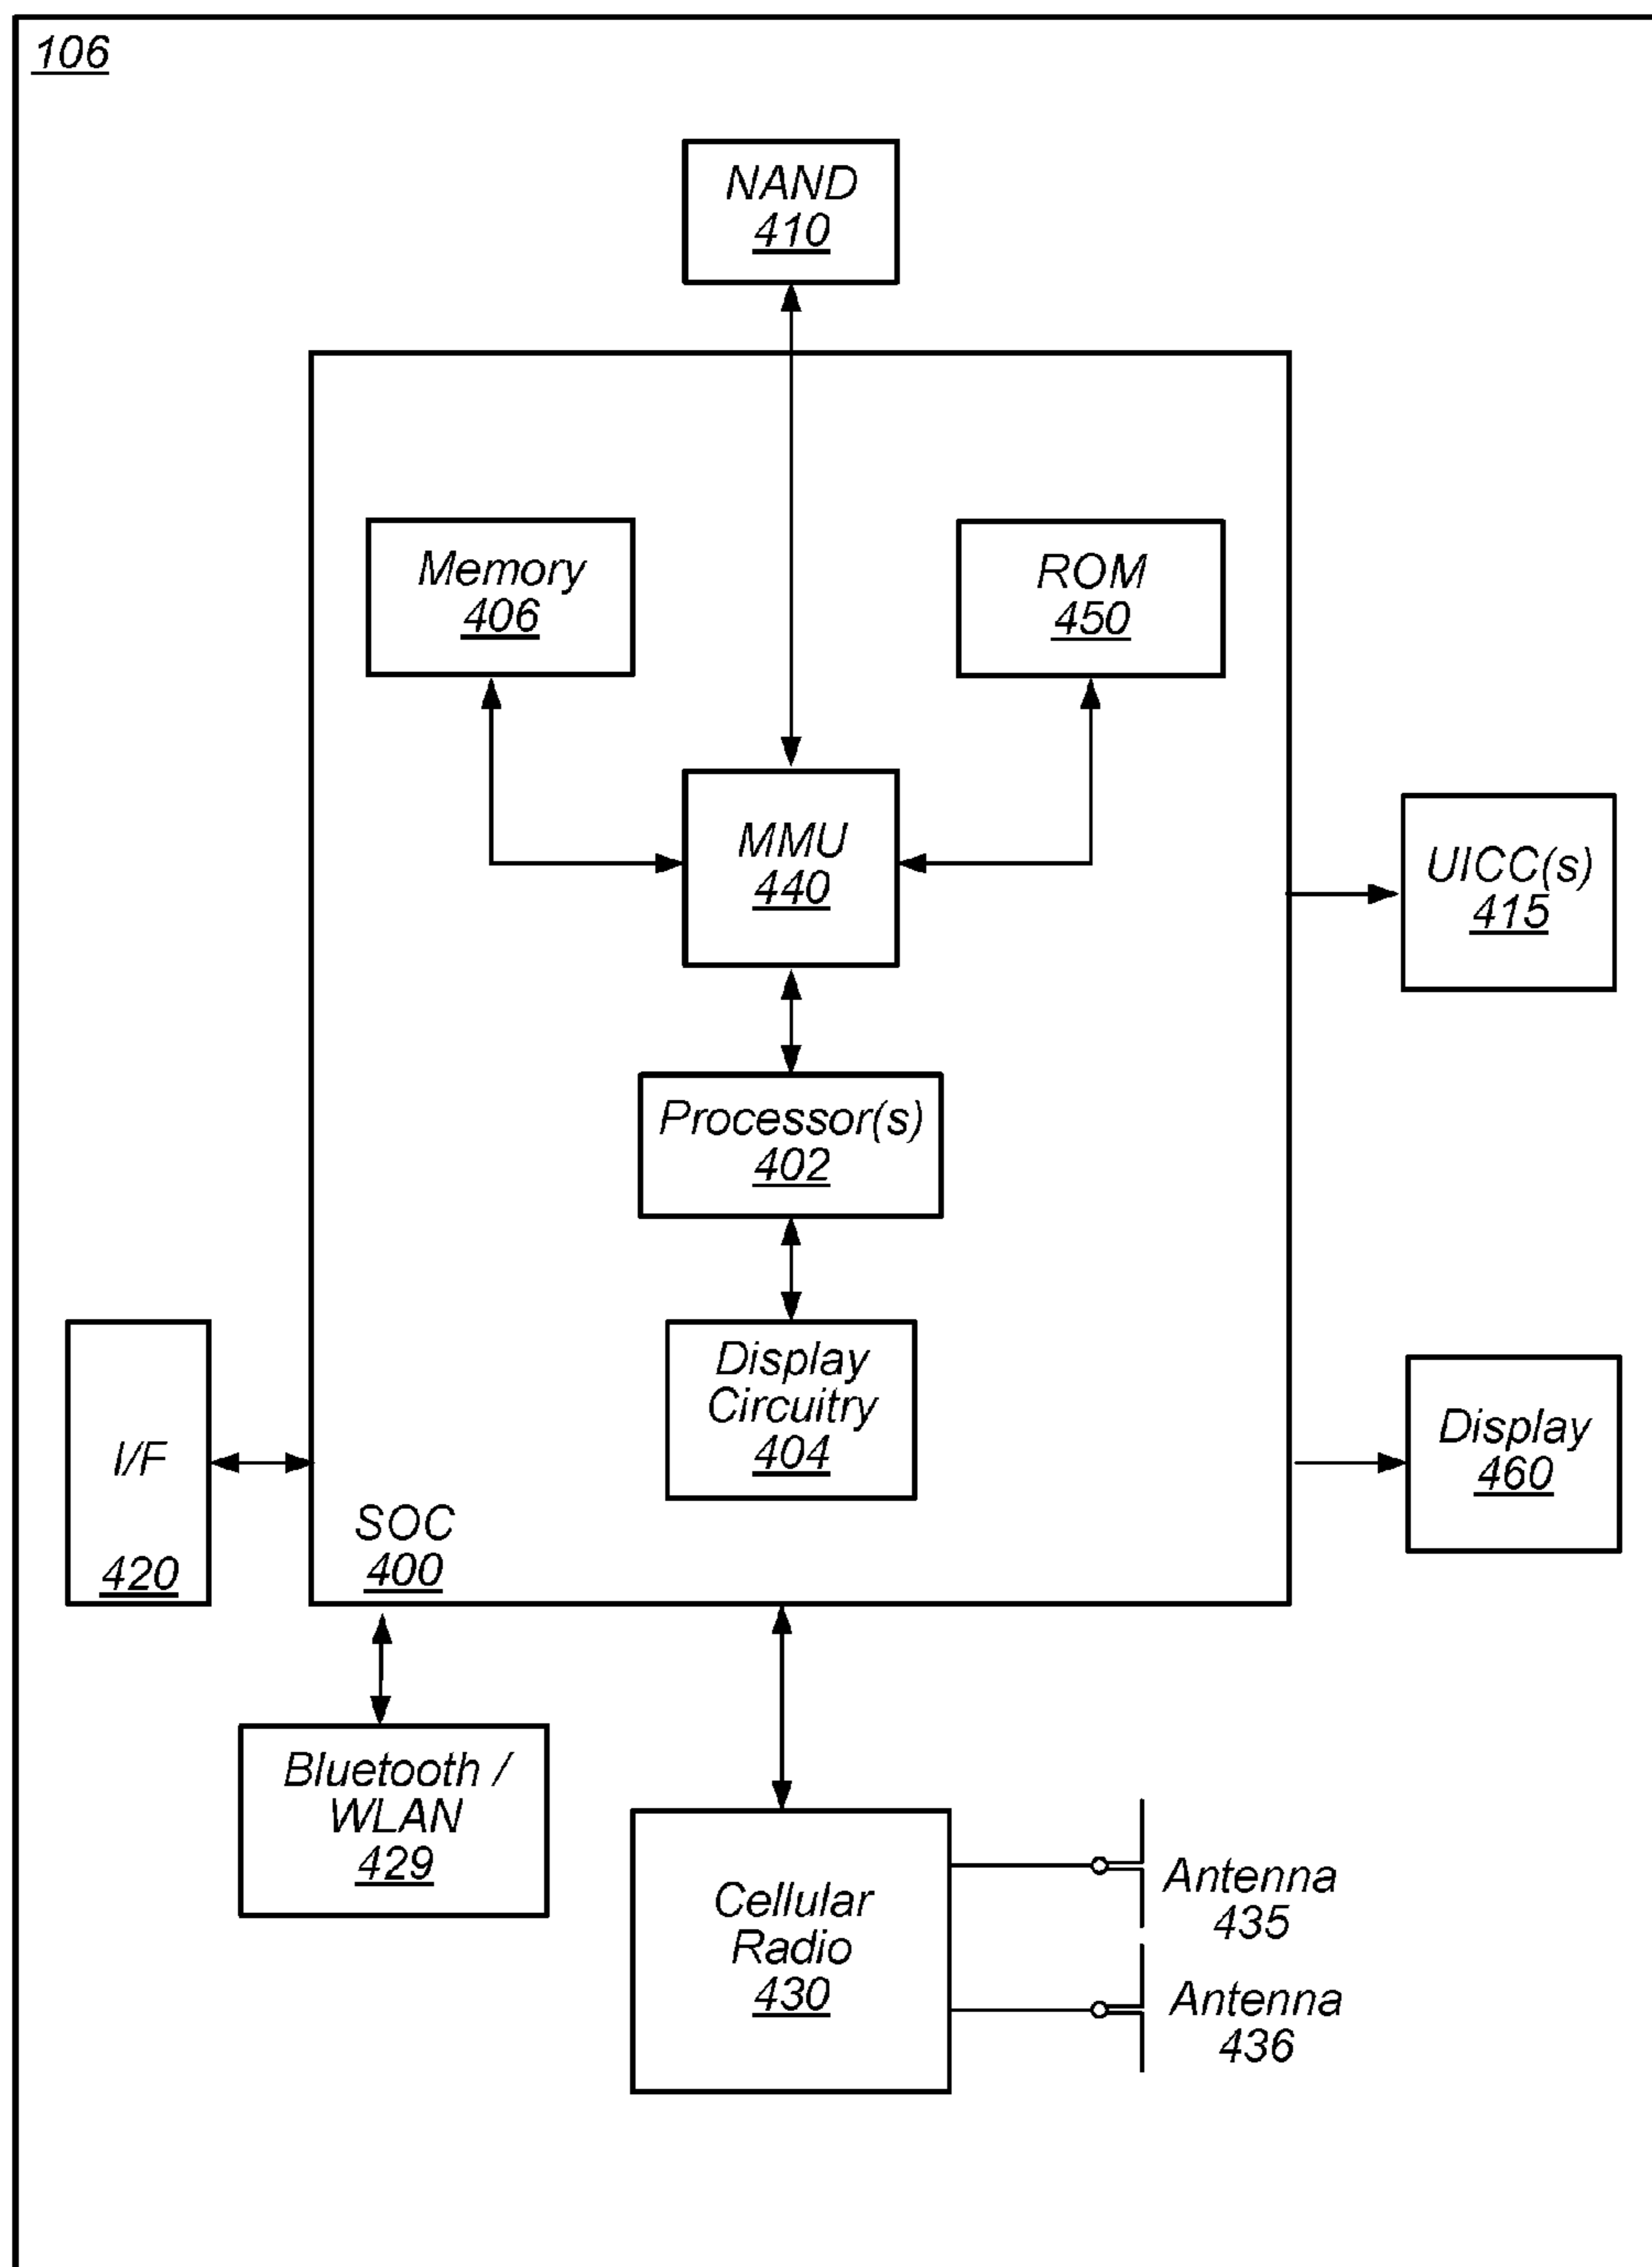 106
NAND
410
Memory
406
ROM
450
MMU
440
UICC(s)
415
Processor(s)
402
Display
Circuitry
404
I/F
420
Display
460
SOC
400
Bluetooth /
WLAN
429
Cellular
Radio
430
Antenna
435
Antenna
436